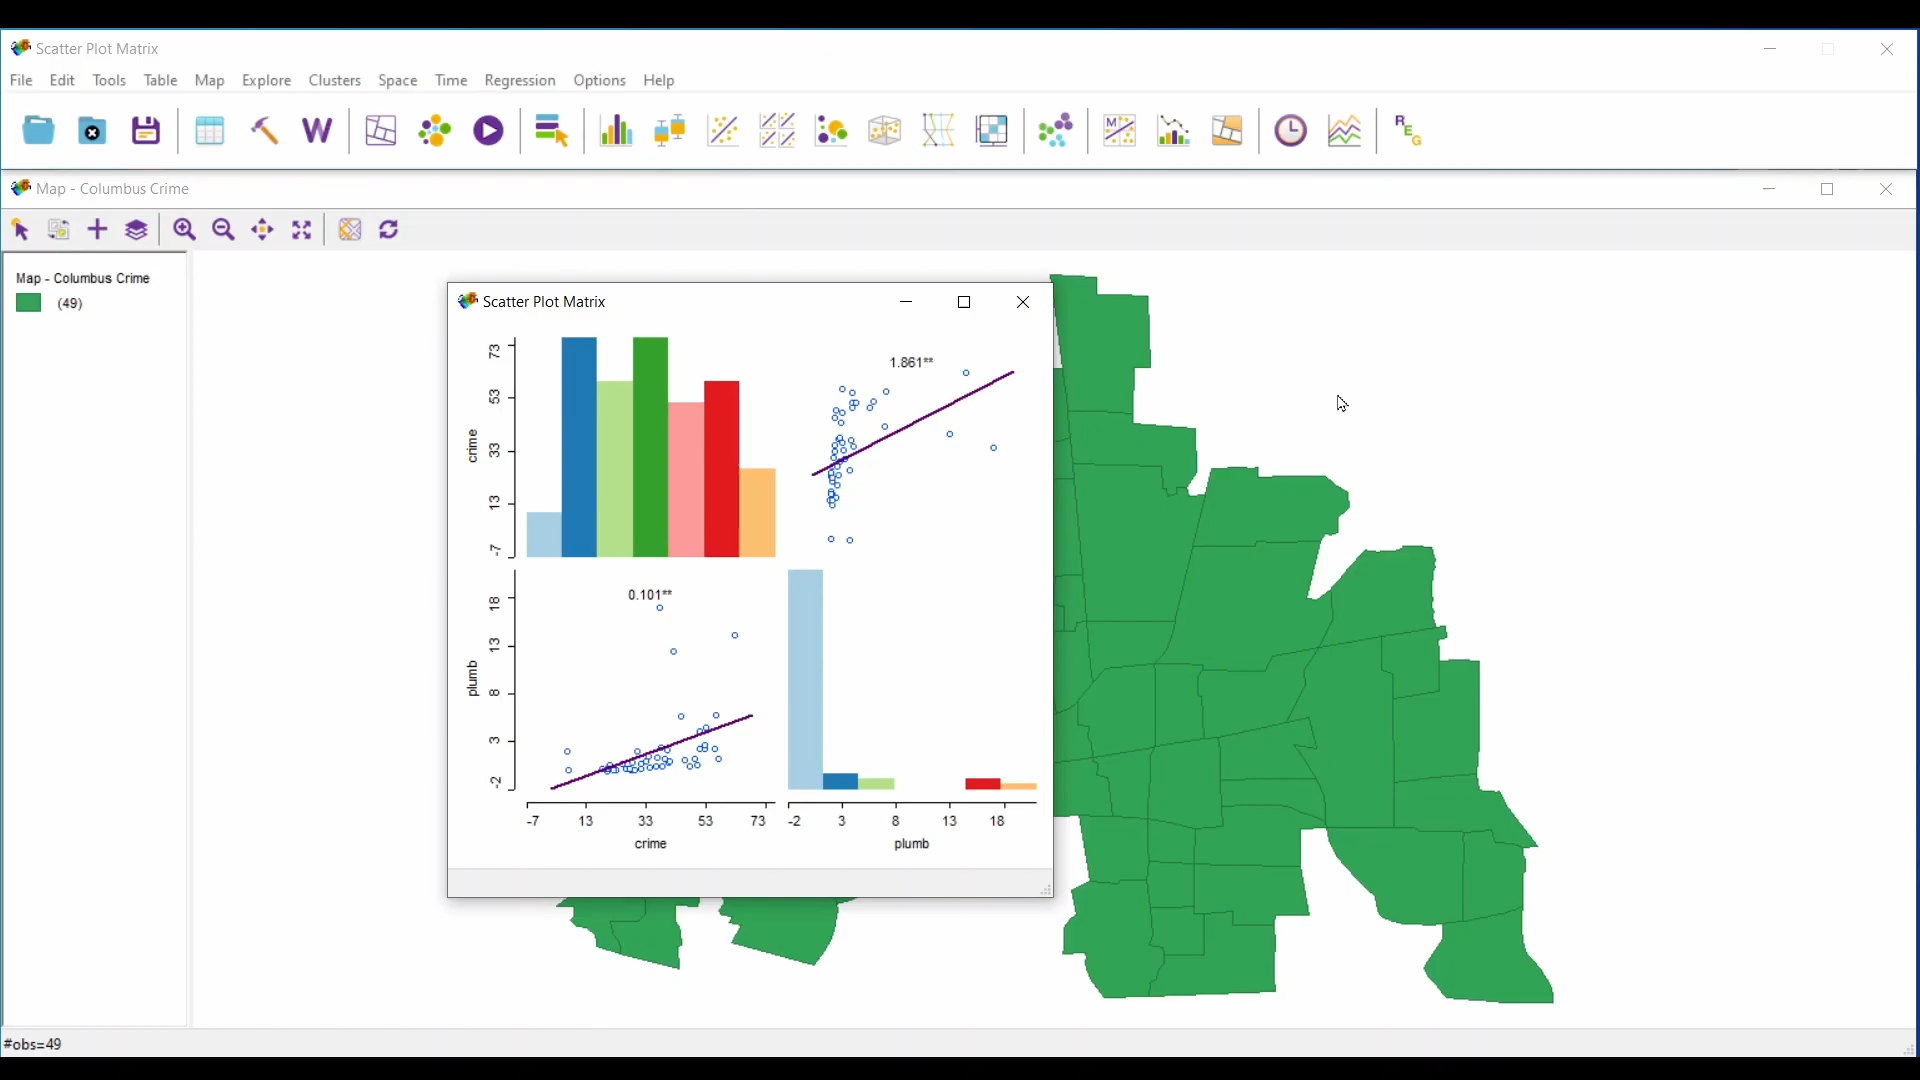 Scatter Plot Matrix
File Edit Tools Table Map Explore Clusters Space Time Regression Options Help
W
M
REG
Map - Columbus Crime
Map - Columbus Crime
(49)
Scatter Plot Matrix
73
53
33
13
-7
crime
1.861**
18
13
8
3
-2
plumb
0.101**
-7 13 33 53 73
crime
-2 3 8 13 18
plumb
#obs=49